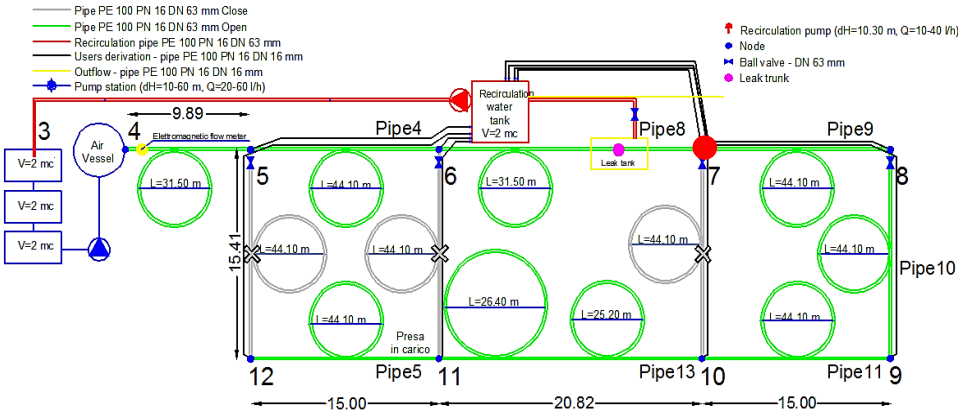 Pipe PE 100 PN 16 DN 63 mm Close
Pipe PE 100 PN 16 DN 63 mm Open
Recirculation pipe PE 100 PN 16 DN 63 mm
Users derivation - pipe PE 100 PN 16 DN 16 mm
Outflow - pipe PE 100 PN 16 DN 16 mm
Pump station (dH=10-60 m, Q=20-60 l/h)
Recirculation pump (dH=10.30 m, Q=10-40 l/h)
Node
Ball valve - DN 63 mm
Leak trunk
9.89
3
4
Eletromagnetic flow meter
Pipe4
Recirculation
water
tank
V=2 mc
Pipe8
Pipe9
Air
Vessel
V=2 mc
V=2 mc
V=2 mc
Leak tank
5
6
7
8
L=31.50 m
L=44.10 m
L=31.50 m
L=44.10 m
15.41
L=44.10 m
L=44.10 m
L=44.10 m
L=44.10 m
Pipe10
L=44.10 m
L=26.40 m
L=25.20 m
L=44.10 m
Presa
in carico
12
Pipe5
11
Pipe13
10
Pipe11
9
15.00
20.82
15.00